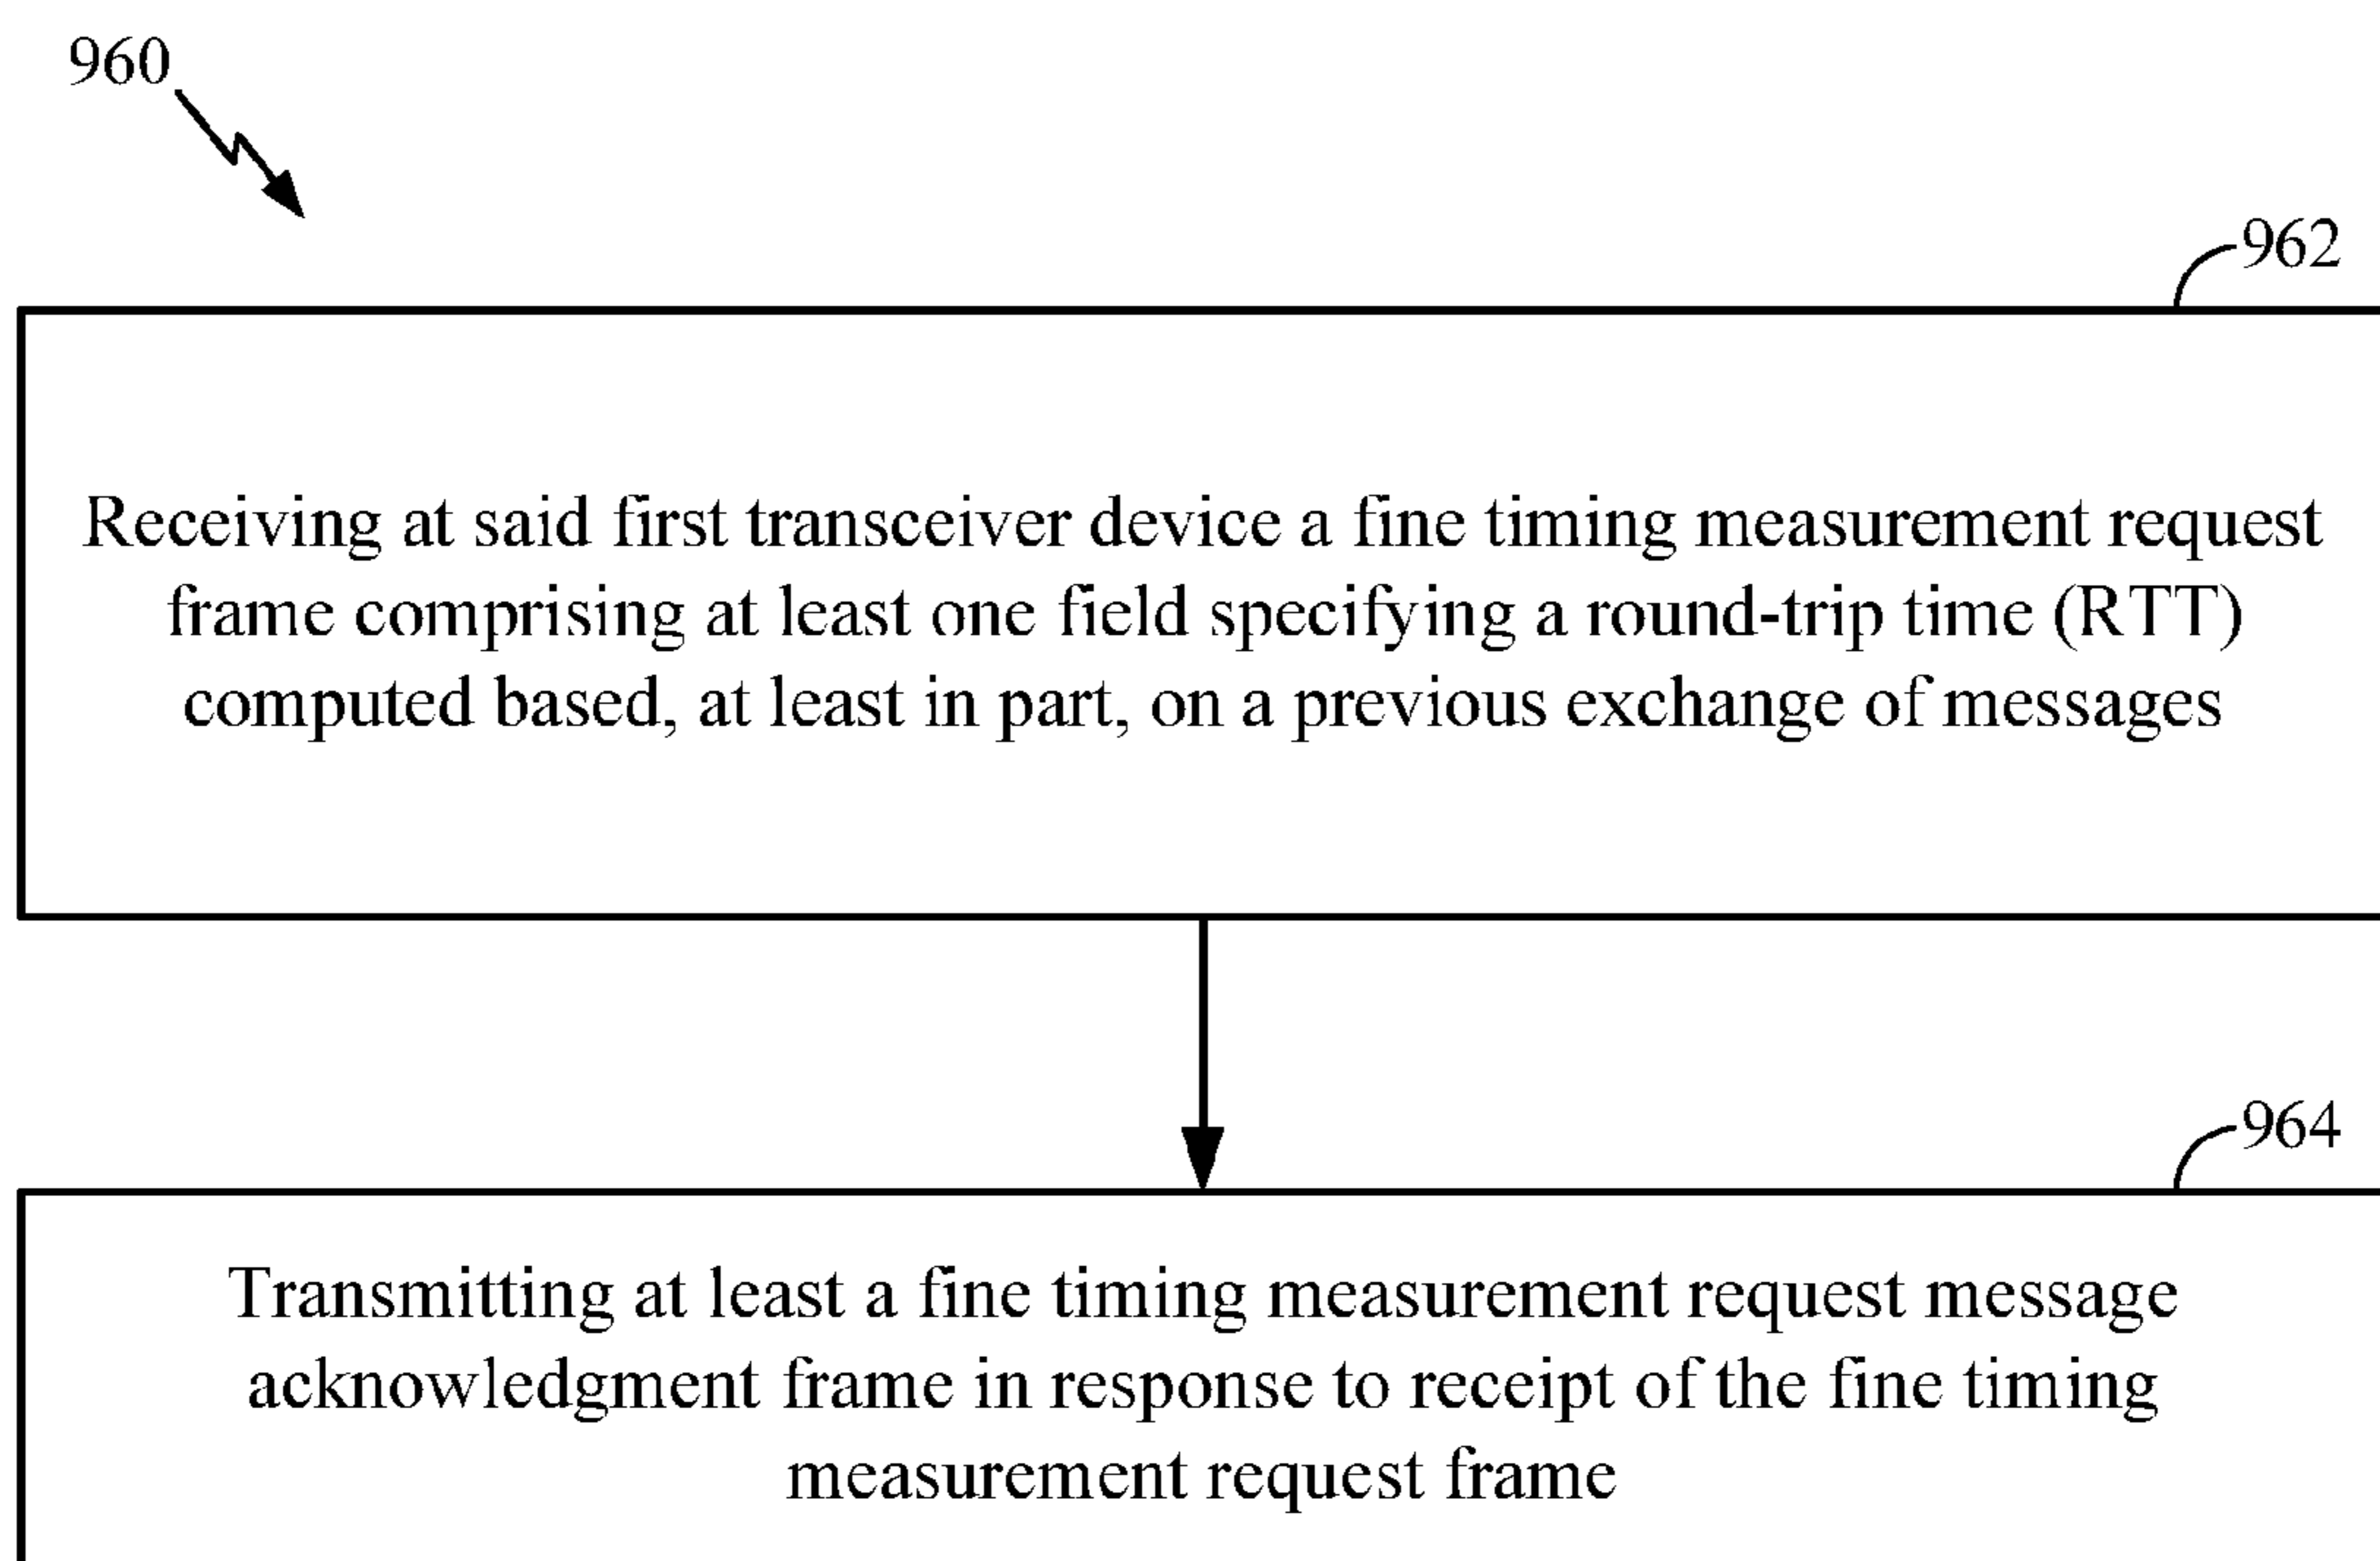 960
962
Receiving at said first transceiver device a fine timing measurement request
frame comprising at least one field specifying a round-trip time (RTT)
computed based, at least in part, on a previous exchange of messages
964
Transmitting at least a fine timing measurement request message
acknowledgment frame in response to receipt of the fine timing
measurement request frame